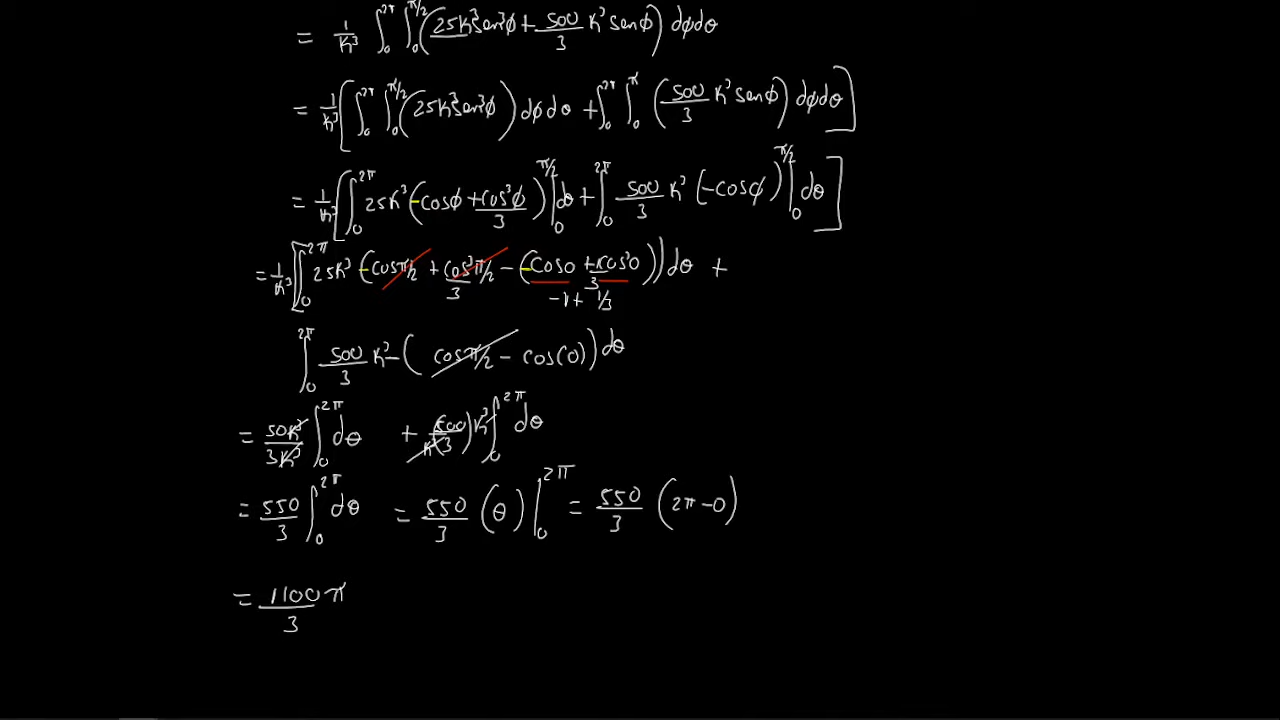 = 1/K³ ∫₀^2π ∫₀^π/2 (25K³sen³φ + 500/3 K³ senφ) dφdθ
= 1/K³ [∫₀^2π ∫₀^π/2 (25K³sen³φ) dφdθ + ∫₀^2π ∫₀^π (500/3 K³senφ) dφdθ]
= 1/K³ [∫₀^2π 25K³ (-cosφ + cos³φ/3) |₀^π/2 dθ + ∫₀^2π 500/3 K³ (-cosφ) |₀^π/2 dθ]
= 1/K³ [∫₀^2π 25K³ (-cosπ/2 + cos³π/2 /3 - (-cos0 + cos³0/3)) dθ +
-1 + 1/3
∫₀^2π 500/3 K³ - (cosπ/2 - cos(0)) dθ
= 50K³/3K³ ∫₀^2π dθ + (500/K³3) K³ ∫₀^2π dθ
= 550/3 ∫₀^2π dθ = 550/3 (θ) |₀^2π = 550/3 (2π - 0)
= 1100π/3